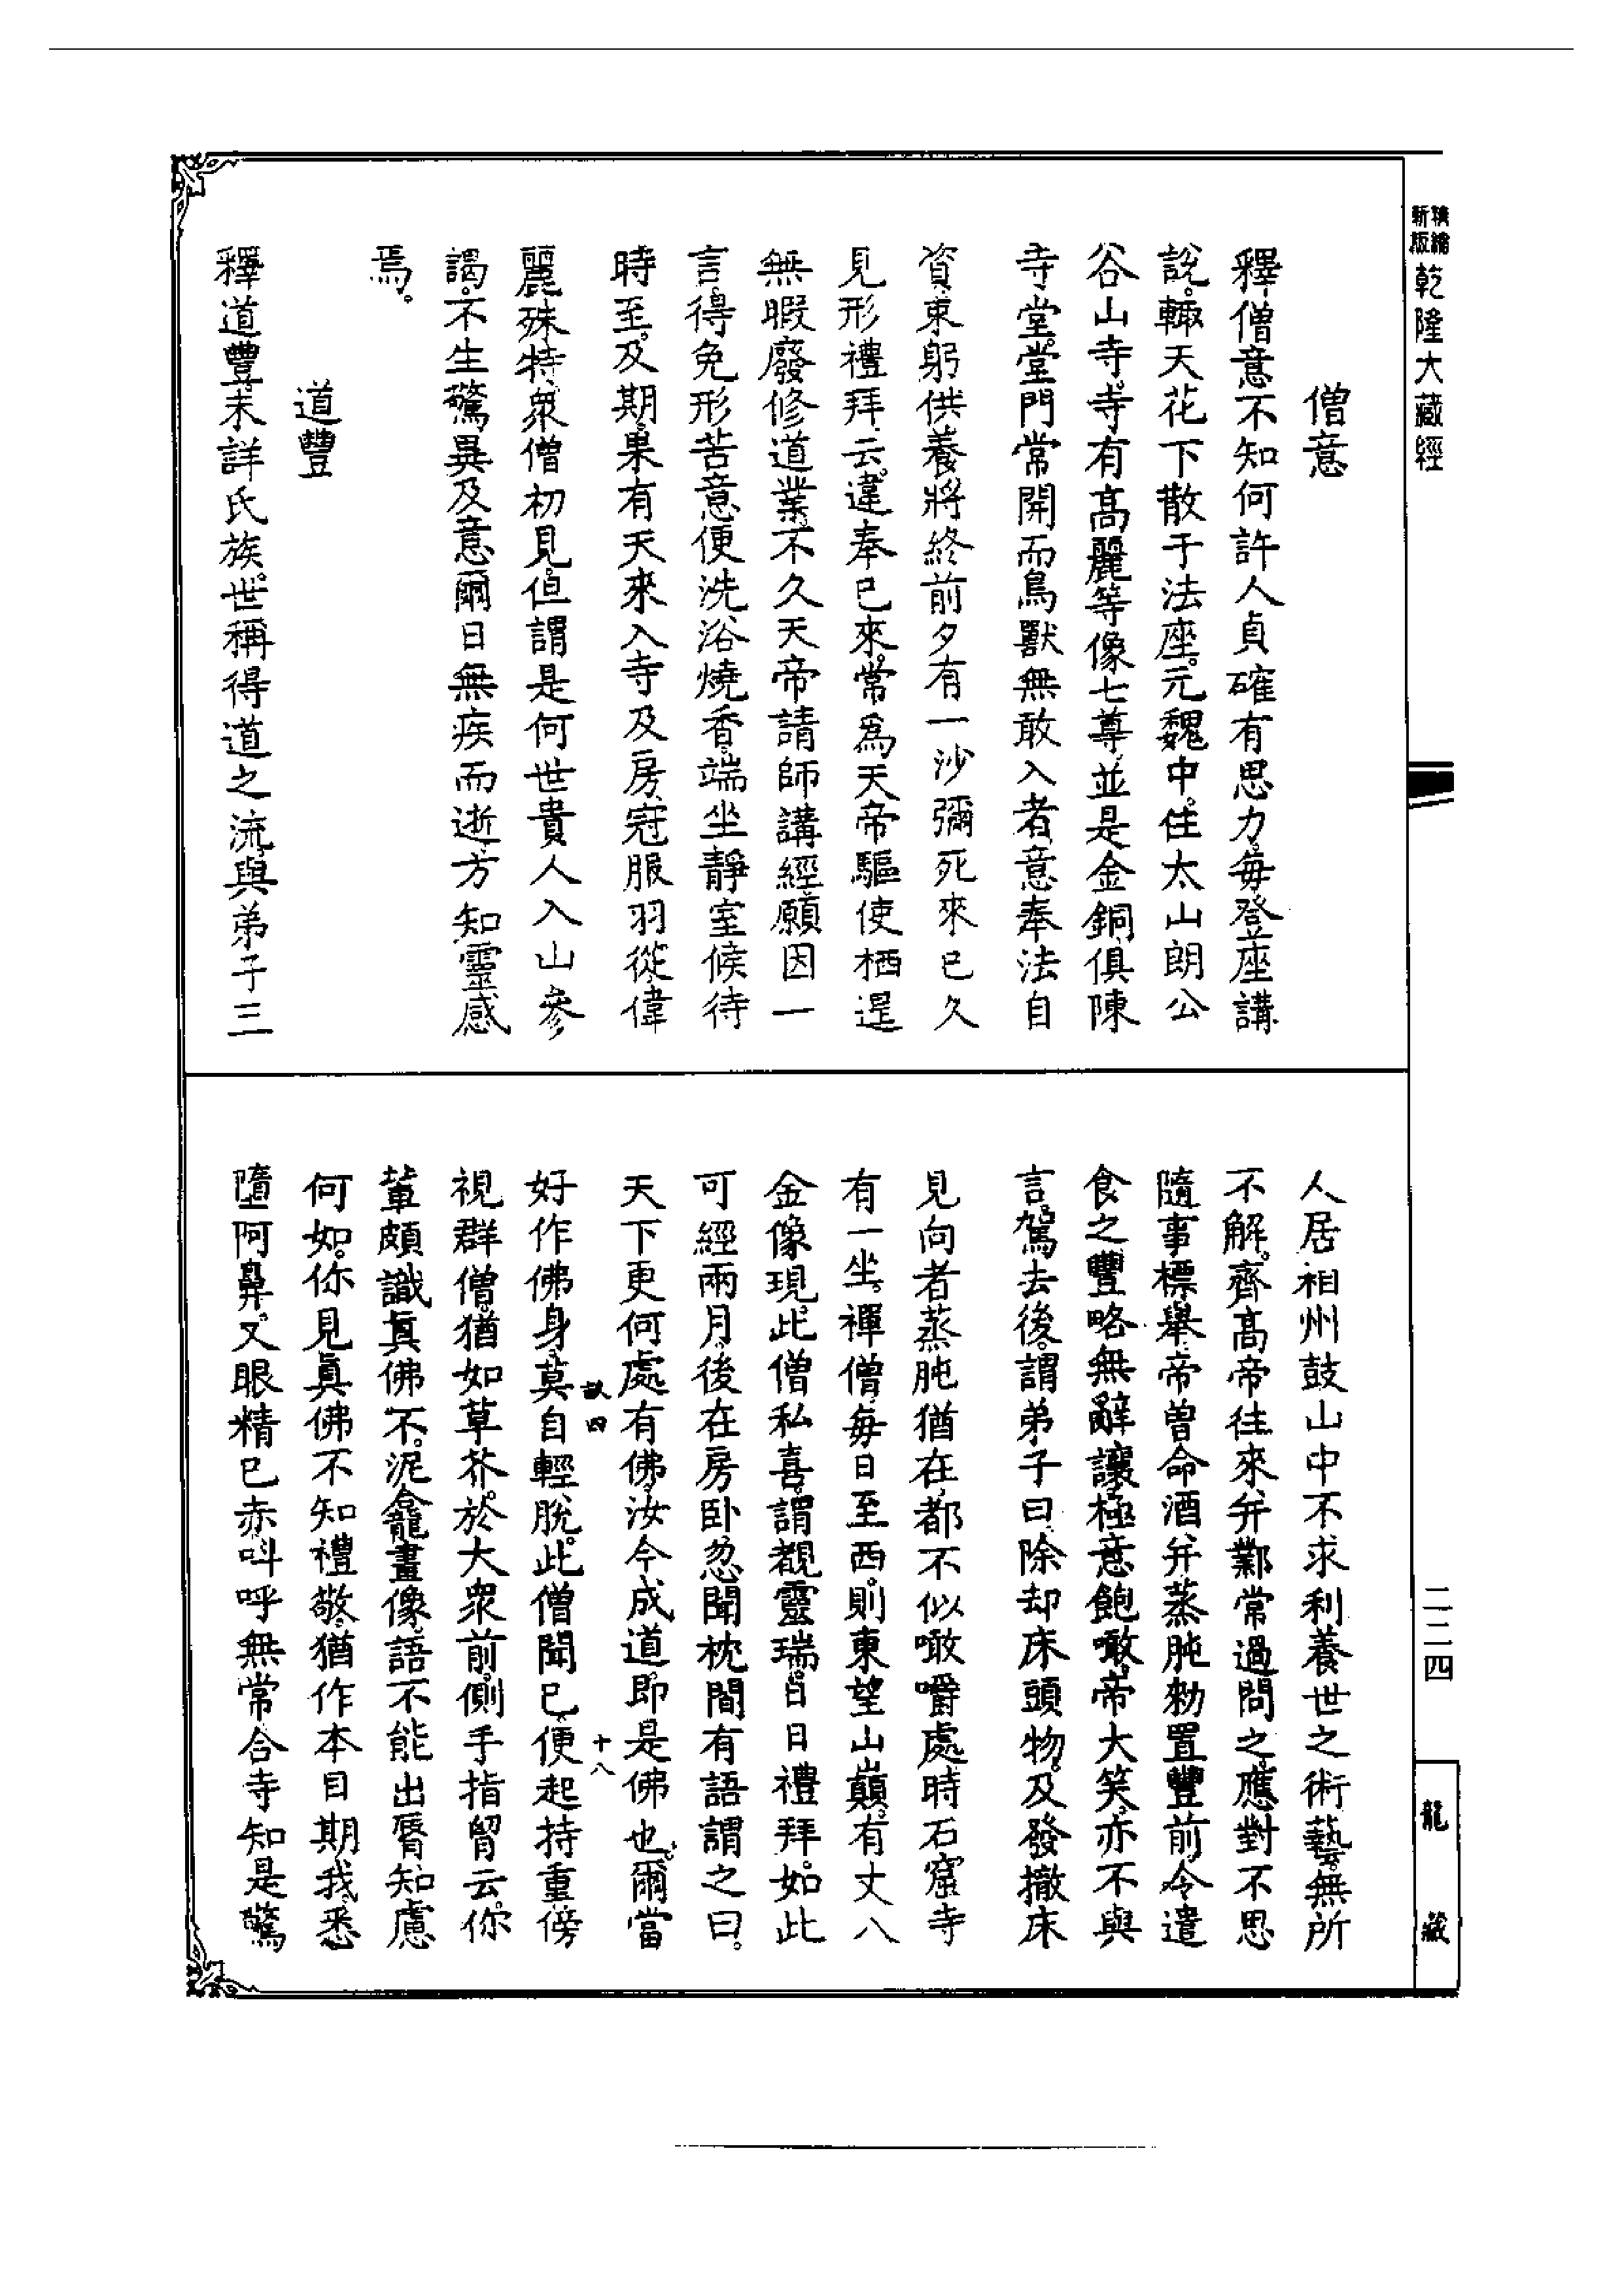 精繪
新版
乾隆大藏經
僧意
釋僧意不知何許人貞確有思力。每登座講
說。輙天花下散于法座。元魏中。住太山朗公
谷山寺。寺有高麗等像七尊。並是金銅。俱陳
寺堂。堂門常開而鳥獸無敢入者。意奉法自
資。束躬供養。將終前夕。有一沙彌死來已久
見形禮拜云。違奉已來。常爲天帝驅使。栖遑
無暇。廢修道業。不久天帝請師講經。願因一
言。得免形苦。意便洗浴燒香。端坐靜室候待
時至。及期。果有天來入寺及房。冠服羽從。偉
麗殊特。衆僧初見。但謂是何世貴人入山參
謁。不生驚異。及意爾日無疾而逝。方知靈感
焉。
道豐
釋道豐。未詳氏族。世稱得道之流。與弟子三
人居相州鼓山中不求利養世之術藝。無所
不解。齊高帝往來并鄴常過問之。應對不思
隨事標舉。帝曾命酒。并蒸肫勑置豐前。令遣
食之。豐略無辭讓。極意飽噉。帝大笑。亦不與
言。駕去後。謂弟子曰。除却床頭物。及發撤床
見向者蒸肫猶在。都不似噉嚼處。時石窟寺
有一坐。禪僧。每日至西。則東望山巔。有丈八
金像現。此僧私喜。謂覩靈瑞。日日禮拜。如此
可經兩月。後在房卧。忽聞枕間有語謂之曰。
天下更何處有佛。汝今成道。即是佛也。爾當
好作佛身。莫自輕脫。此僧聞已。便起持重。傍
視群僧。猶如草芥。於大衆前。側手指胷云。你
輩頗識眞佛不。泥龕畫像。語不能出脣。知慮
何如。你見眞佛不知禮敬。猶作本日期我。悉
墮阿鼻。又眼精已赤。呌呼無常。合寺知是驚
四
十八
二二四
龍藏